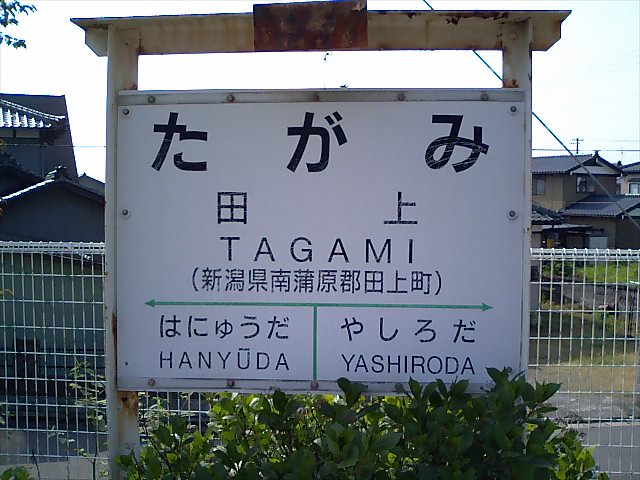 たがみ
田上
TAGAMI
(新潟県南蒲原郡田上町)
はにゅうだ やしろだ
HANYŪDA YASHIRODA